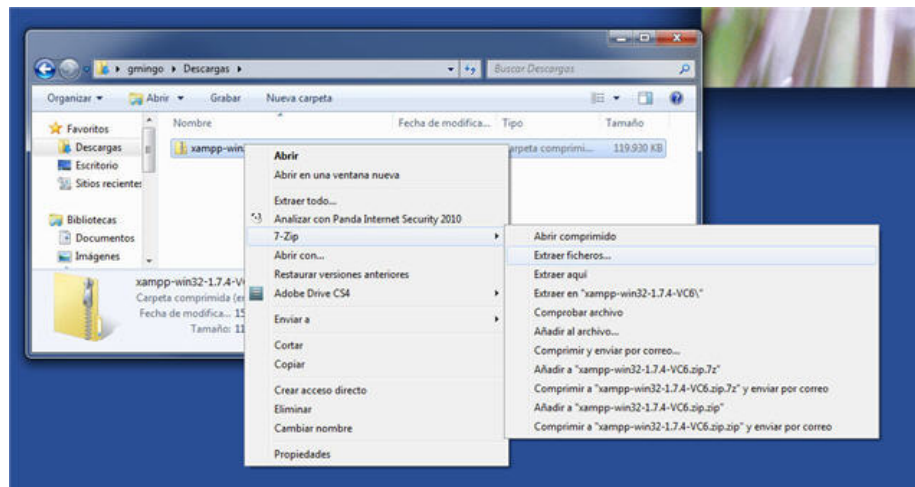 gmingo ▸ Descargas ▸
Buscar Descargas
Organizar
Abrir
Grabar
Nueva carpeta
Favoritos
Descargas
Escritorio
Sitios recientes
Bibliotecas
Documentos
Imágenes
Nombre
Fecha de modifica...
Tipo
Tamaño
xampp-win
carpeta comprimi...
119.930 KB
xampp-win32-1.7.4-V
Carpeta comprimida (e
Fecha de modifica... 15
Tamaño: 11
Abrir
Abrir en una ventana nueva
Extraer todo...
Analizar con Panda Internet Security 2010
7-Zip
Abrir con...
Restaurar versiones anteriores
Adobe Drive CS4
Enviar a
Cortar
Copiar
Crear acceso directo
Eliminar
Cambiar nombre
Propiedades
Abrir comprimido
Extraer ficheros...
Extraer aquí
Extraer en "xampp-win32-1.7.4-VC6\"
Comprobar archivo
Añadir al archivo...
Comprimir y enviar por correo...
Añadir a "xampp-win32-1.7.4-VC6.zip.7z"
Comprimir a "xampp-win32-1.7.4-VC6.zip.7z" y enviar por correo
Añadir a "xampp-win32-1.7.4-VC6.zip.zip"
Comprimir a "xampp-win32-1.7.4-VC6.zip.zip" y enviar por correo